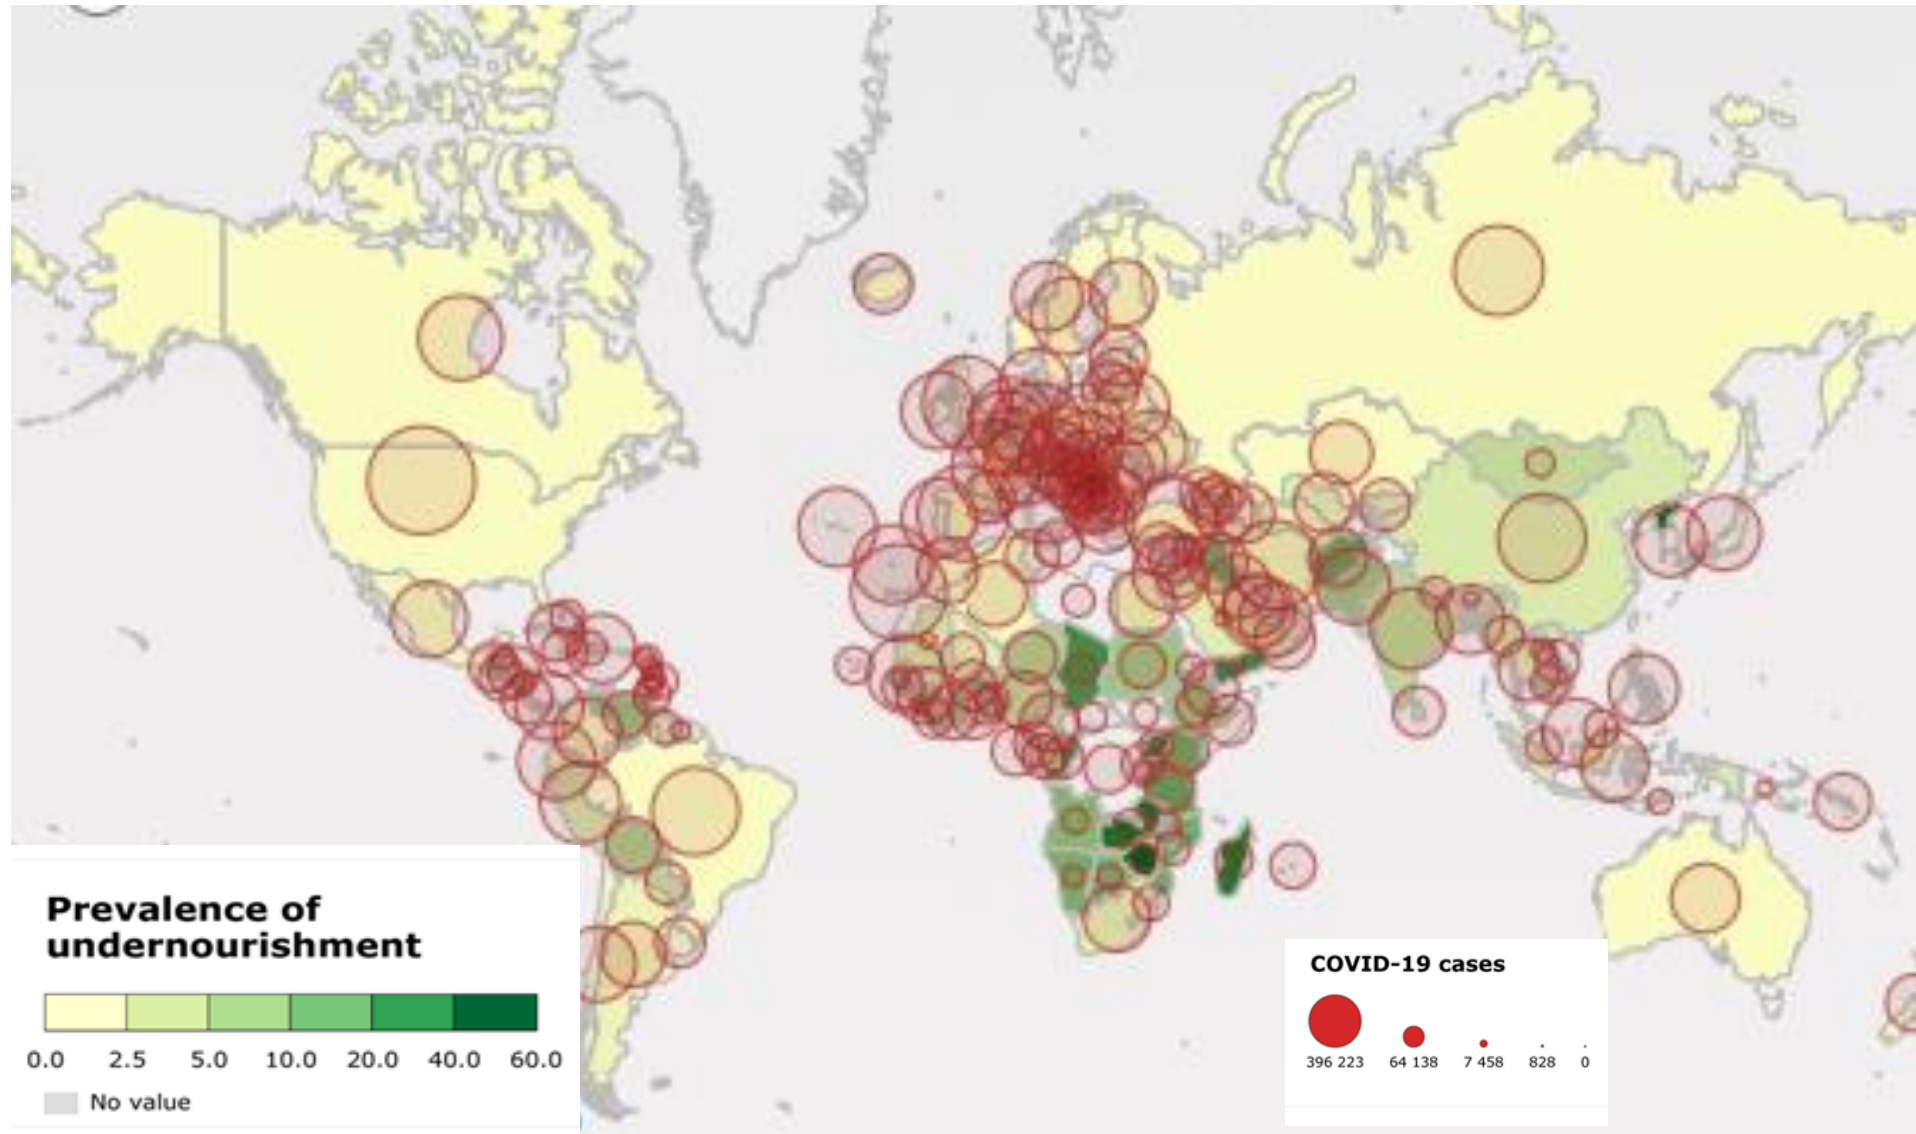 Prevalence of
undernourishment
0.0 2.5 5.0 10.0 20.0 40.0 60.0
No value
COVID-19 cases
396 223 64 138 7 458 828 0